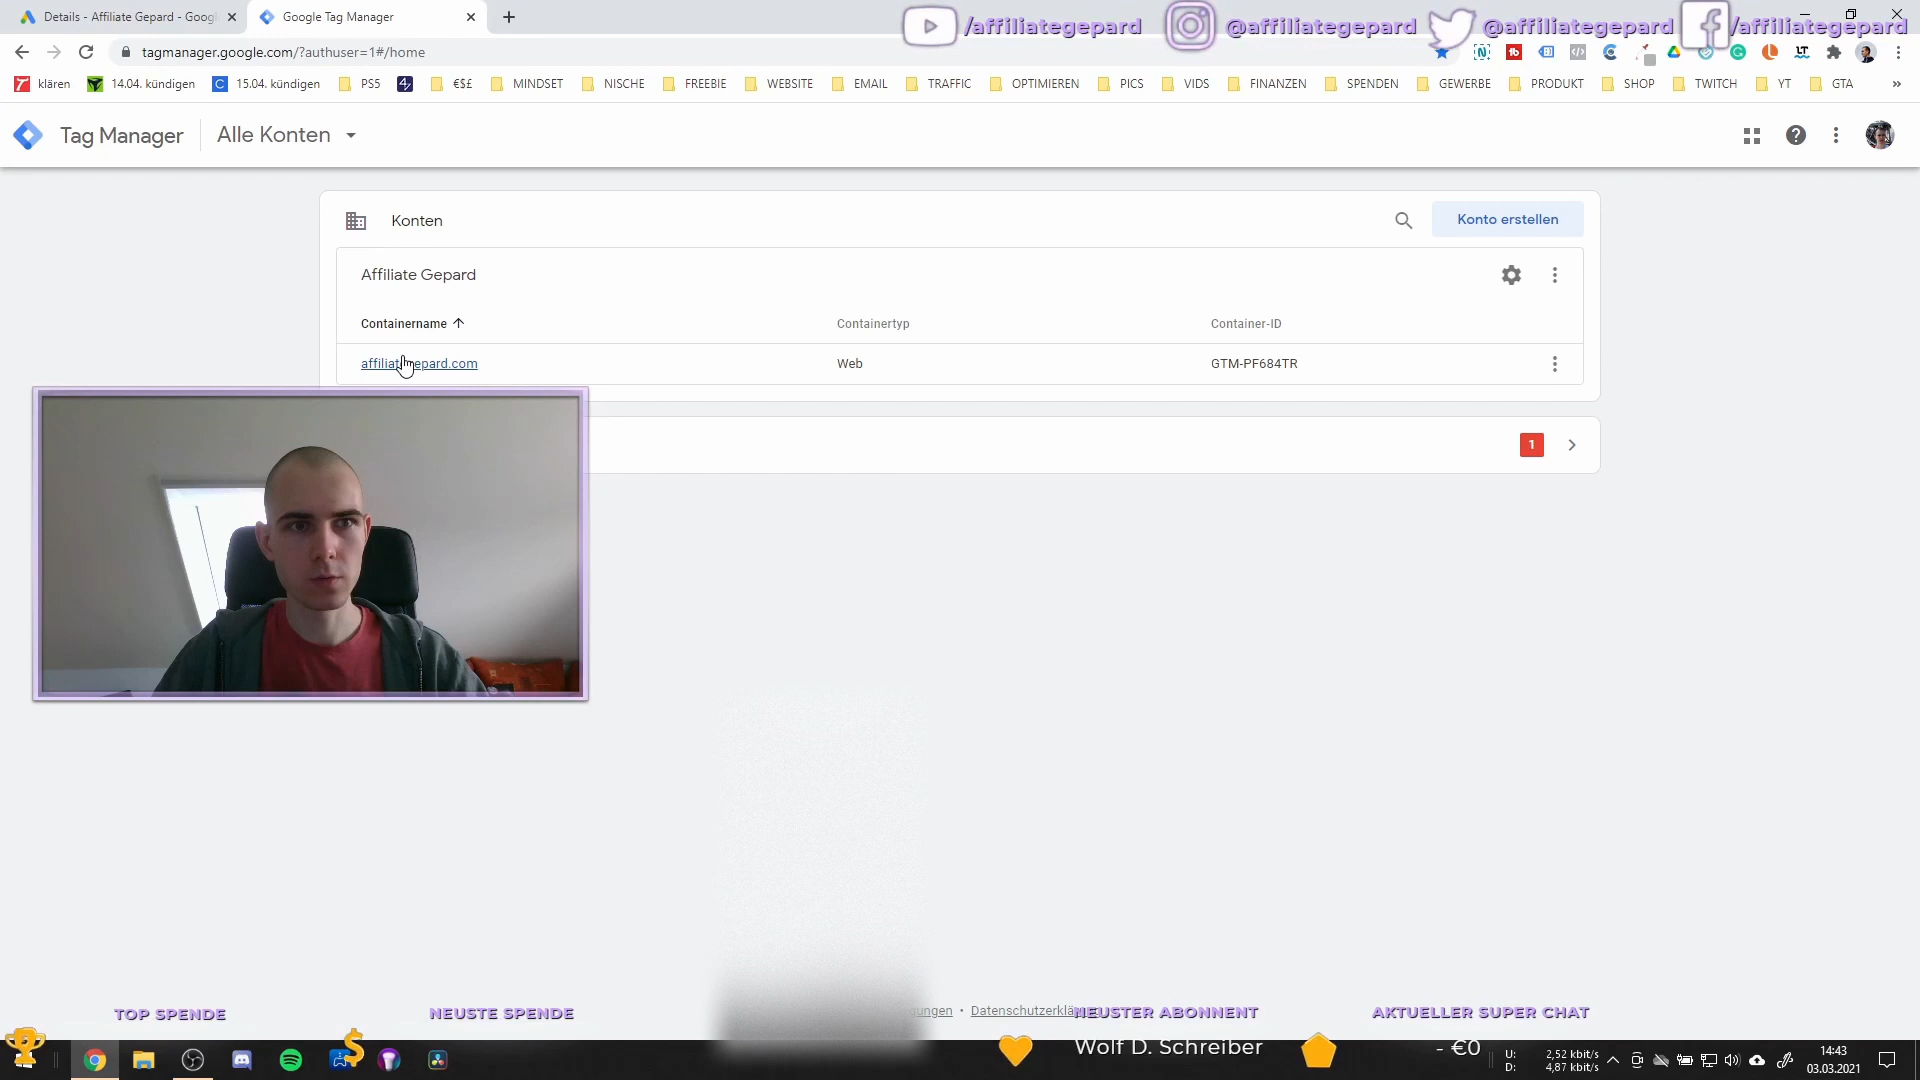 Details - Affiliate Gepard - Goog
Google Tag Manager
/affiliategepard
@affiliategepard
@affiliategepard
/affiliategepard
tagmanager.google.com/?authuser=1#/home
klären
14.04. kündigen
15.04. kündigen
PS5
€$£
MINDSET
NISCHE
FREEBIE
WEBSITE
EMAIL
TRAFFIC
OPTIMIEREN
PICS
VIDS
FINANZEN
SPENDEN
GEWERBE
PRODUKT
SHOP
TWITCH
YT
GTA
»
Tag Manager
Alle Konten
Konten
Konto erstellen
Affiliate Gepard
Containername
Containertyp
Container-ID
affiliategepard.com
Web
GTM-PF684TR
1
ungen • Datenschutzerklä
TOP SPENDE
NEUSTE SPENDE
NEUSTER ABONNENT
AKTUELLER SUPER CHAT
Wolf D. Schreiber
- €0
U: 2,52 kbit/s
D: 4,87 kbit/s
14:43
03.03.2021